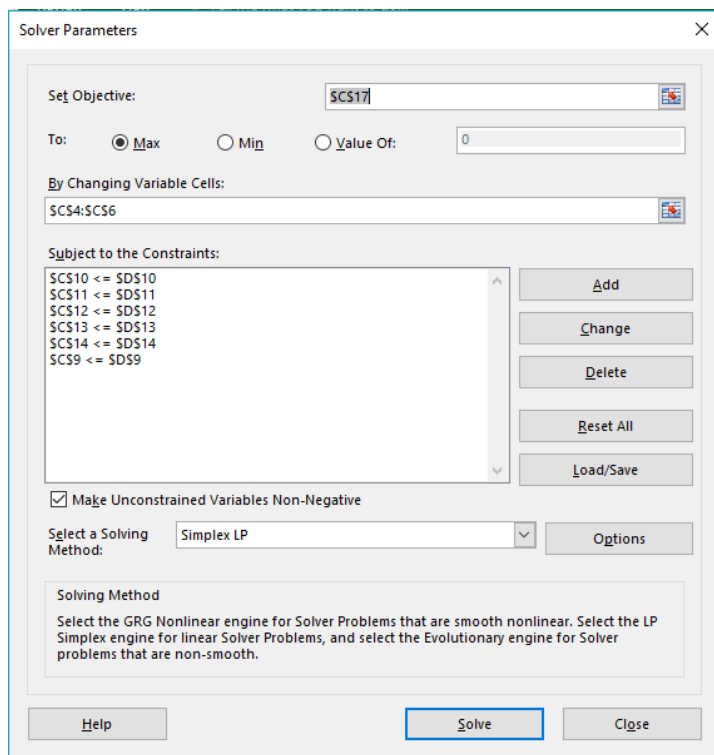 Solver Parameters
Set Objective:
$C$17
To:
Max
Min
Value Of:
0
By Changing Variable Cells:
$C$4:$C$6
Subject to the Constraints:
$C$10 <= $D$10
$C$11 <= $D$11
$C$12 <= $D$12
$C$13 <= $D$13
$C$14 <= $D$14
$C$9 <= $D$9
Add
Change
Delete
Reset All
Load/Save
Make Unconstrained Variables Non-Negative
Select a Solving
Method:
Simplex LP
Options
Solving Method
Select the GRG Nonlinear engine for Solver Problems that are smooth nonlinear. Select the LP
Simplex engine for linear Solver Problems, and select the Evolutionary engine for Solver
problems that are non-smooth.
Help
Solve
Close